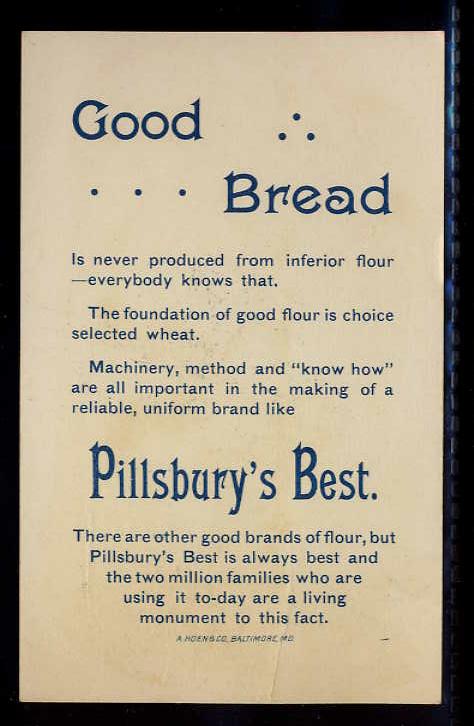 Good ∴
. . . Bread
Is never produced from inferior flour
—everybody knows that.
The foundation of good flour is choice
selected wheat.
Machinery, method and "know how"
are all important in the making of a
reliable, uniform brand like
Pillsbury's Best.
There are other good brands of flour, but
Pillsbury's Best is always best and
the two million families who are
using it to-day are a living
monument to this fact.
A. HOEN & CO., BALTIMORE, MD.